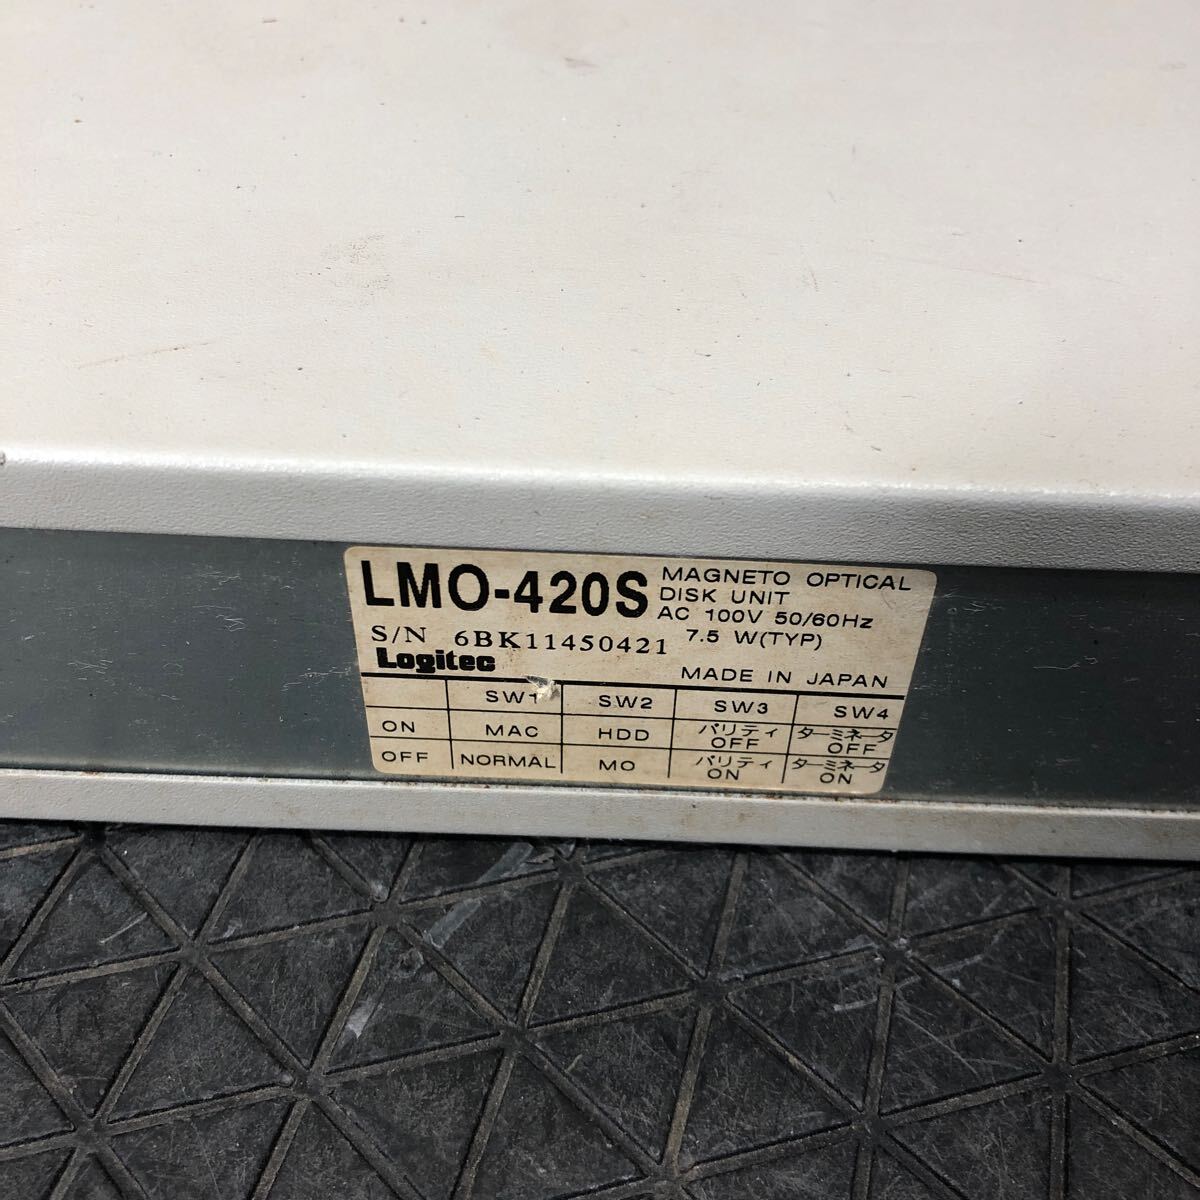 LMO-420S
MAGNETO OPTICAL
DISK UNIT
AC 100V 50/60Hz
7.5 W(TYP)
S/N 6BK11450421
Logitec
MADE IN JAPAN
SW1 SW2 SW3 SW4
ON MAC HDD パリティ OFF ターミネータ OFF
OFF NORMAL MO パリティ ON ターミネータ ON